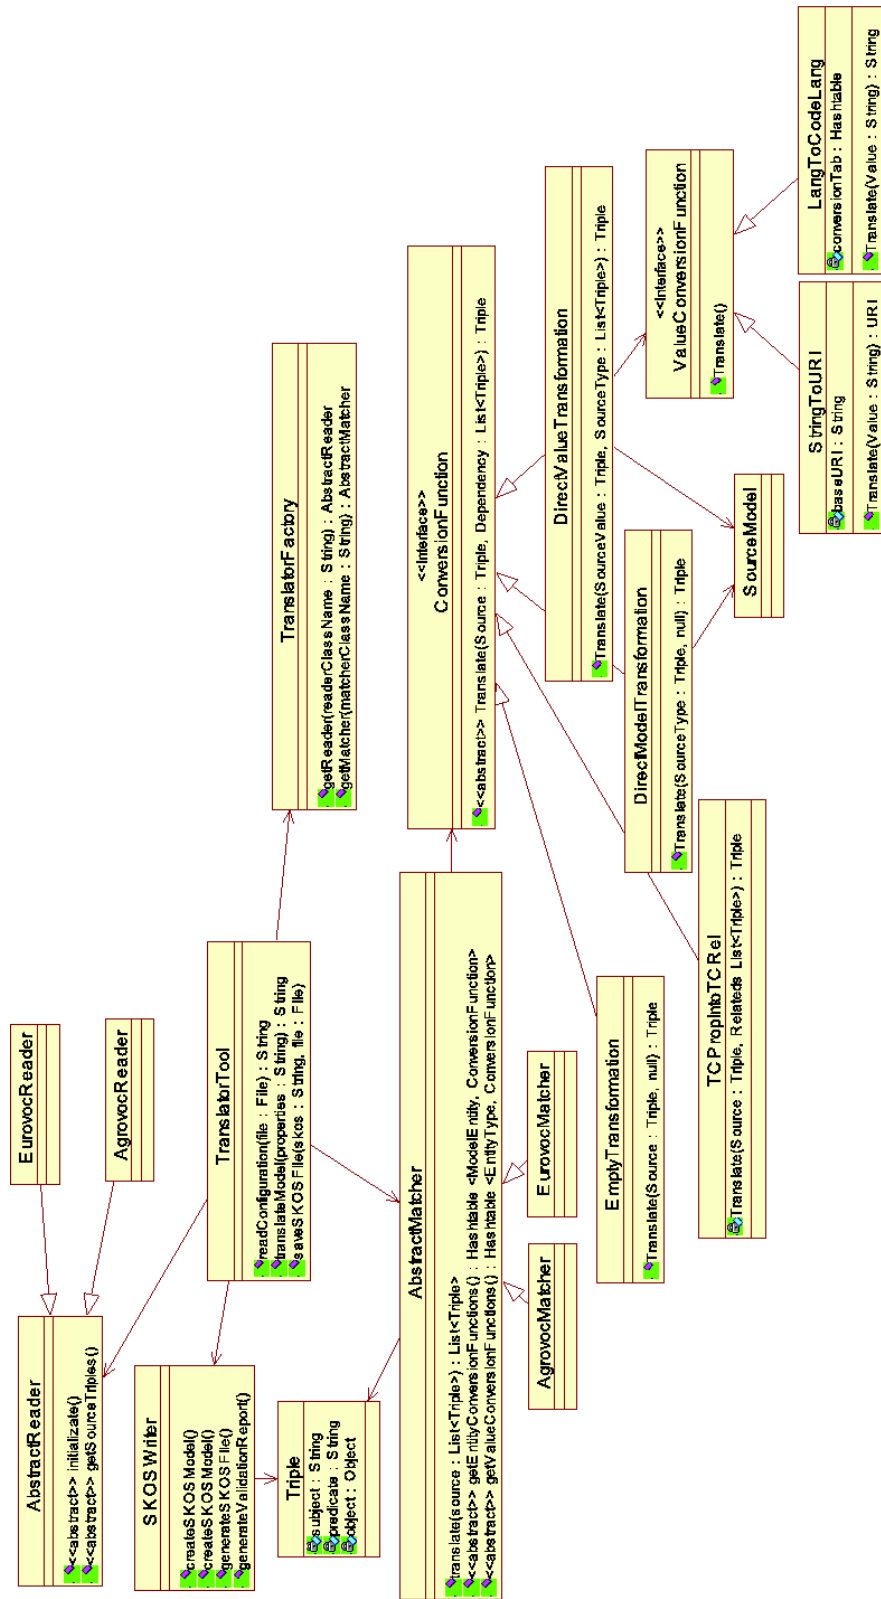 EurovocReader
AgrovocReader
AbstractReader
<<abstract>> initializate()
<<abstract>> getSourceTriples()
TranslatorTool
readConfiguration(file : File) : String
translateModel(properties : String) : String
saveSKOSFile(skos : String, file : File)
TranslatorFactory
getReader(readerClassName : String) : AbstractReader
getMatcher(matcherClassName : String) : AbstractMatcher
SKOSWriter
createSKOSModel()
createSKOSModel()
generateSKOSFile()
generateValidationReport()
Triple
subject : String
predicate : String
object : Object
AbstractMatcher
translate(source : List<Triple>) : List<Triple>
<<abstract>> getEntityConversionFunctions() : Hashtable <ModelEntity, ConversionFunction>
<<abstract>> getValueConversionFunctions() : Hashtable <EntityType, ConversionFunction>
<<Interface>>
ConversionFunction
<<abstract>> Translate(Source : Triple, Dependency : List<Triple>) : Triple
AgrovocMatcher
EurovocMatcher
EmptyTransformation
Translate(Source : Triple, null) : Triple
TCPropIntoTCRel
Translate(Source : Triple, Relateds List<Triple>) : Triple
DirectModelTransformation
Translate(SourceType : Triple, null) : Triple
DirectValueTransformation
Translate(SourceValue : Triple, SourceType : List<Triple>) : Triple
SourceModel
<<Interface>>
ValueConversionFunction
Translate()
StringToURI
baseURI : String
Translate(Value : String) : URI
LangToCodeLang
conversionTab : Hashtable
Translate(Value : String) : String